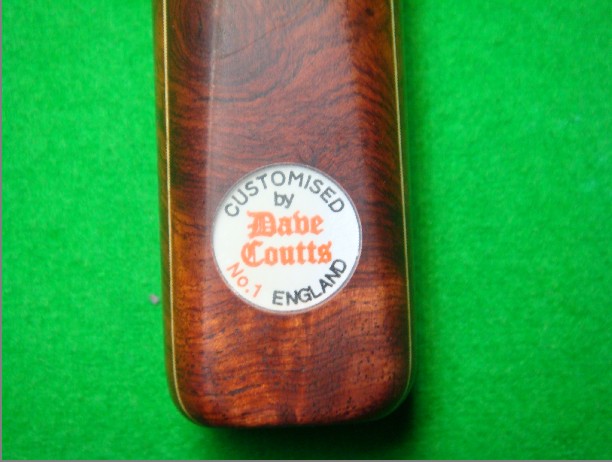 CUSTOMISED
by
Dave
Coutts
No.1 ENGLAND